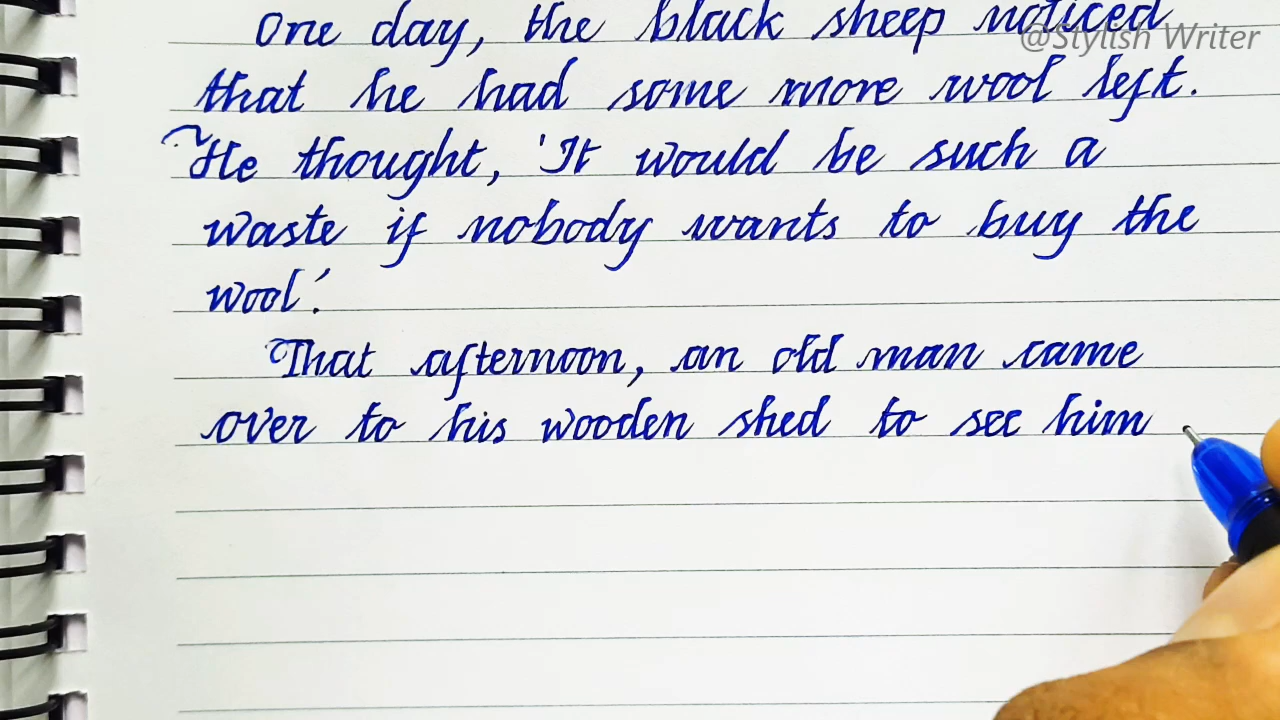 One day, the black sheep noticed
@Stylish Writer
that he had some more wool left.
He thought, 'It would be such a
waste if nobody wants to buy the
wool'.
That afternoon, an old man came
over to his wooden shed to see him